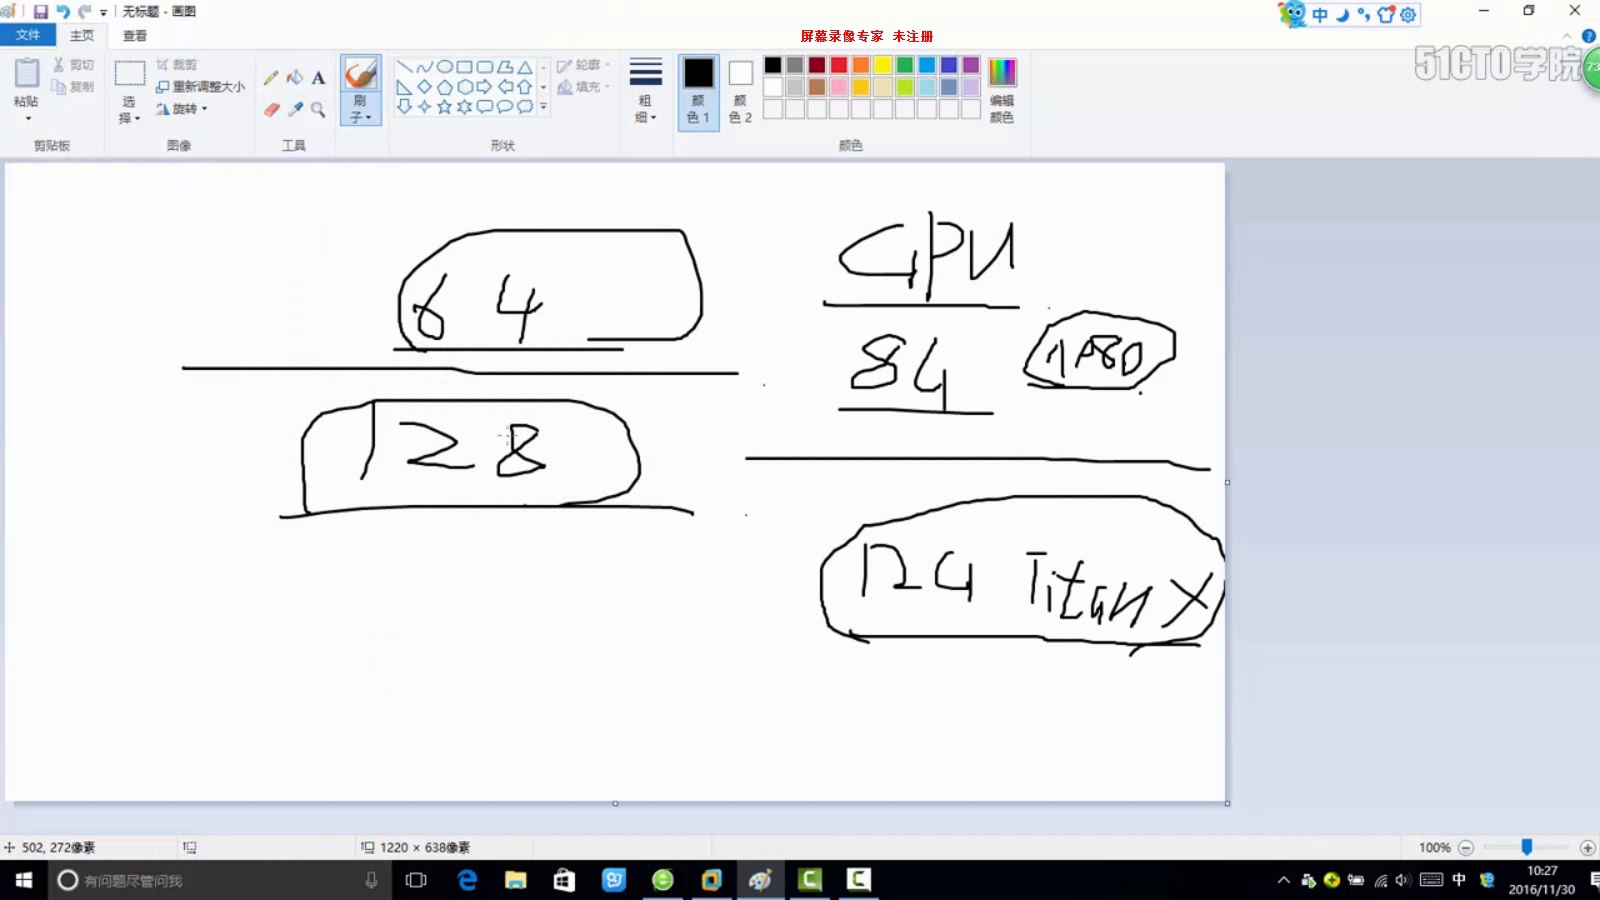 无标题 - 画图
中
文件
主页
查看
屏幕录像专家 未注册
51CTO学院
73
粘贴
剪切
复制
剪贴板
选择
裁剪
重新调整大小
旋转
图像
A
工具
刷子
形状
轮廓
填充
粗细
颜色 1
颜色 2
颜色
编辑颜色
GPU
64
8G
1080
128
12G TitanX
502, 272像素
1220 × 638像素
100%
有问题尽管问我
中
10:27
2016/11/30